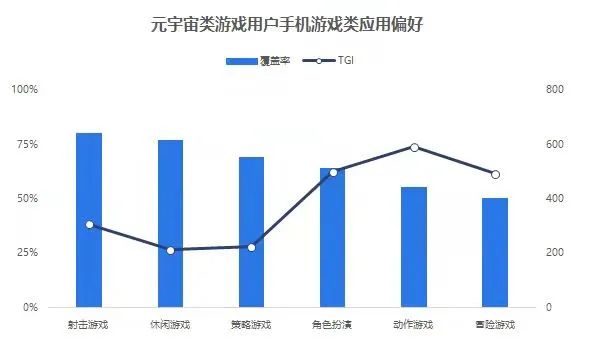 元宇宙类游戏用户手机游戏类应用偏好
覆盖率 TGI
100% 800
75% 600
50% 400
25% 200
0% 0
射击游戏 休闲游戏 策略游戏 角色扮演 动作游戏 冒险游戏